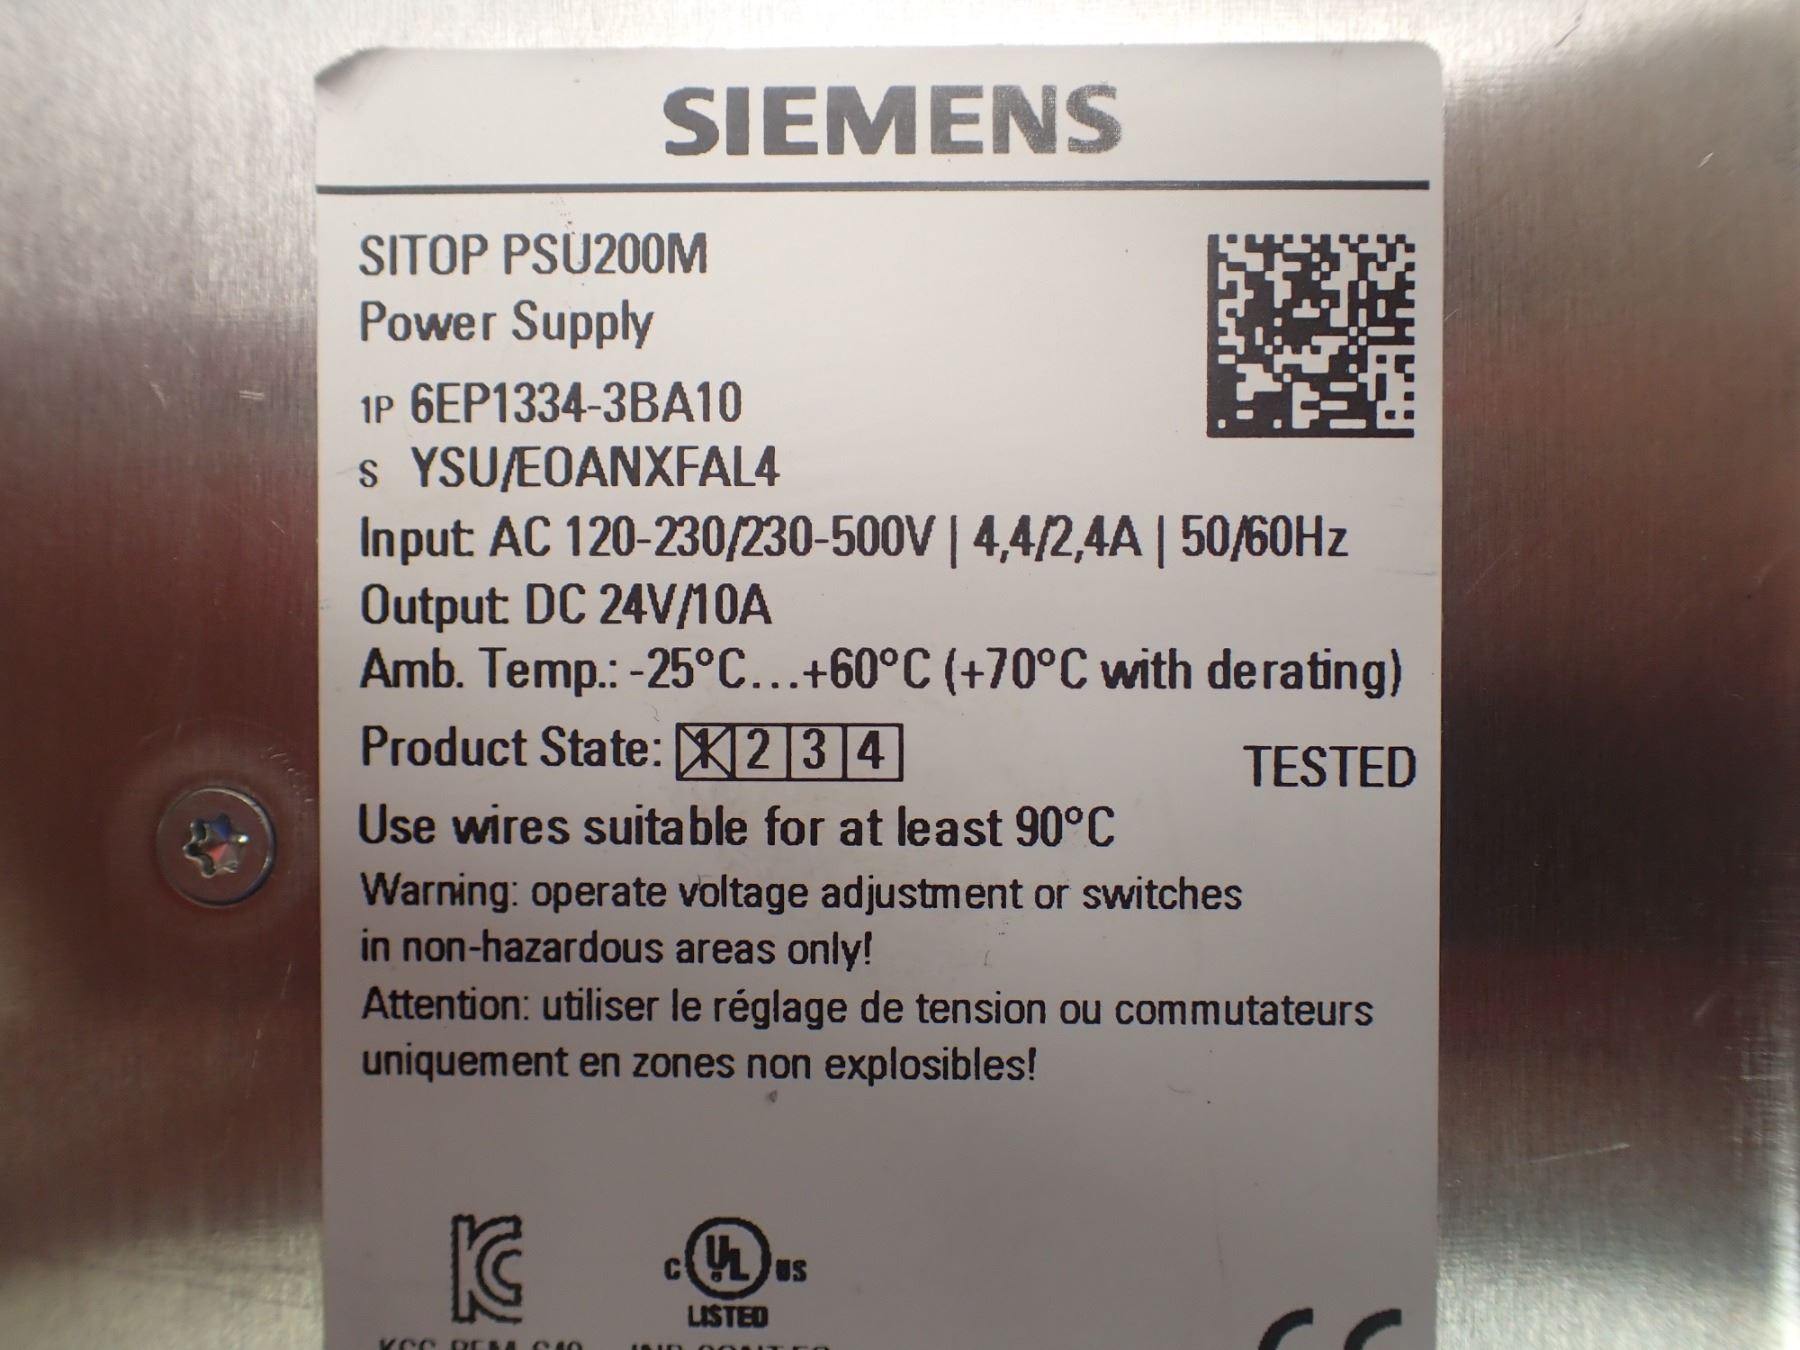 SIEMENS
SITOP PSU200M
Power Supply
1P 6EP1334-3BA10
S YSU/E0ANXFAL4
Input: AC 120-230/230-500V | 4,4/2,4A | 50/60Hz
Output: DC 24V/10A
Amb. Temp.: -25°C...+60°C (+70°C with derating)
Product State: 1 2 3 4
TESTED
Use wires suitable for at least 90°C
Warning: operate voltage adjustment or switches
in non-hazardous areas only!
Attention: utiliser le réglage de tension ou commutateurs
uniquement en zones non explosibles!
C UL US
LISTED
CE